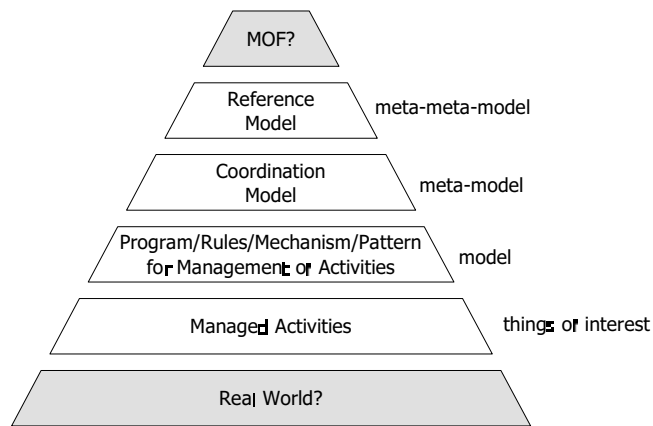 MOF?
Reference
Model
meta-meta-model
Coordination
Model
meta-model
Program/Rules/Mechanism/Pattern
for Management of Activities
model
Managed Activities
things of interest
Real World?